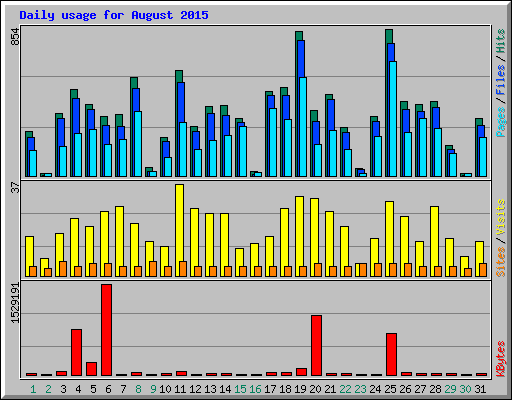 Daily usage for August 2015
854
Pages / Files / Hits
37
Sites / Visits
1529191
KBytes
1 2 3 4 5 6 7 8 9 10 11 12 13 14 15 16 17 18 19 20 21 22 23 24 25 26 27 28 29 30 31